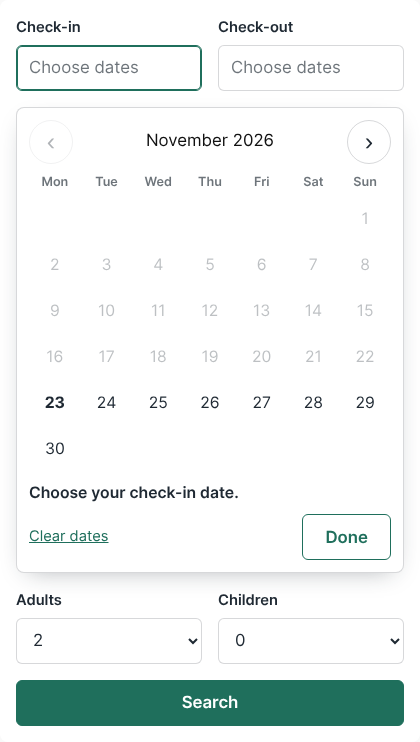 Check-in Check-out
Choose dates Choose dates
‹ November 2026 ›
Mon Tue Wed Thu Fri Sat Sun
1
2 3 4 5 6 7 8
9 10 11 12 13 14 15
16 17 18 19 20 21 22
23 24 25 26 27 28 29
30
Choose your check-in date.
Clear dates Done
Adults Children
2 0
Search